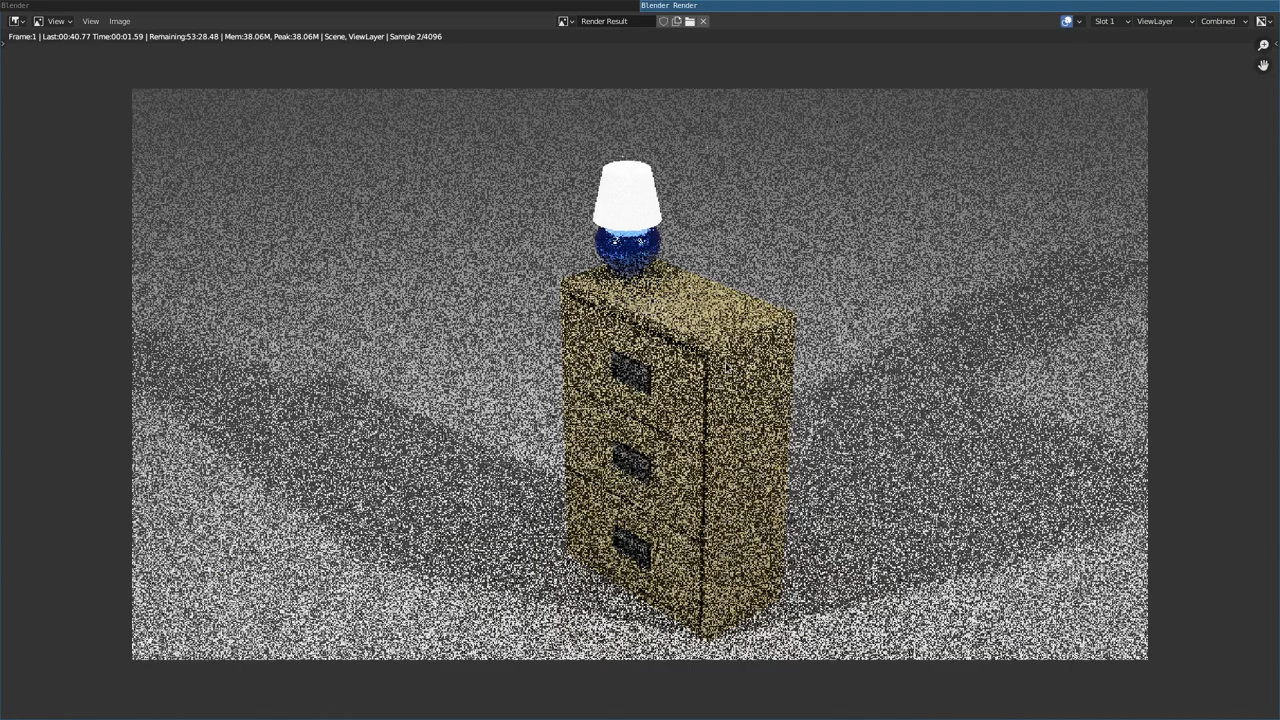 Blender
Blender Render
View View Image Render Result Slot 1 ViewLayer Combined
Frame:1 | Last:00:40.77 Time:00:01.59 | Remaining:53:28.48 | Mem:38.06M, Peak:38.06M | Scene, ViewLayer | Sample 2/4096